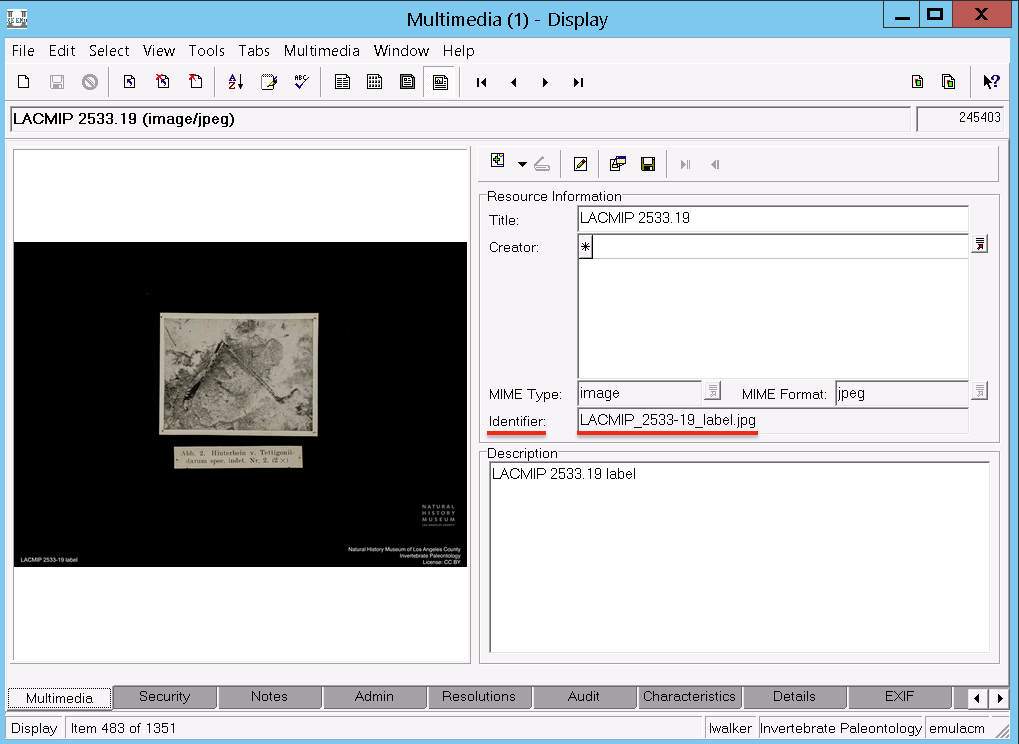 Multimedia (1) - Display
File Edit Select View Tools Tabs Multimedia Window Help
LACMIP 2533.19 (image/jpeg)
245403
Resource Information
Title: LACMIP 2533.19
Creator:
*
MIME Type: image MIME Format: jpeg
Identifier: LACMIP_2533-19_label.jpg
Description
LACMIP 2533.19 label
Abb. 2. Hinterbein v. Tettigonii-
darum spec. indet. Nr. 2. (2 ×)
NATURAL
HISTORY
MUSEUM
LOS ANGELES COUNTY
LACMIP 2533-19 label
Natural History Museum of Los Angeles County
Invertebrate Paleontology
License: CC BY
Multimedia Security Notes Admin Resolutions Audit Characteristics Details EXIF
Display Item 483 of 1351 lwalker Invertebrate Paleontology emulacm